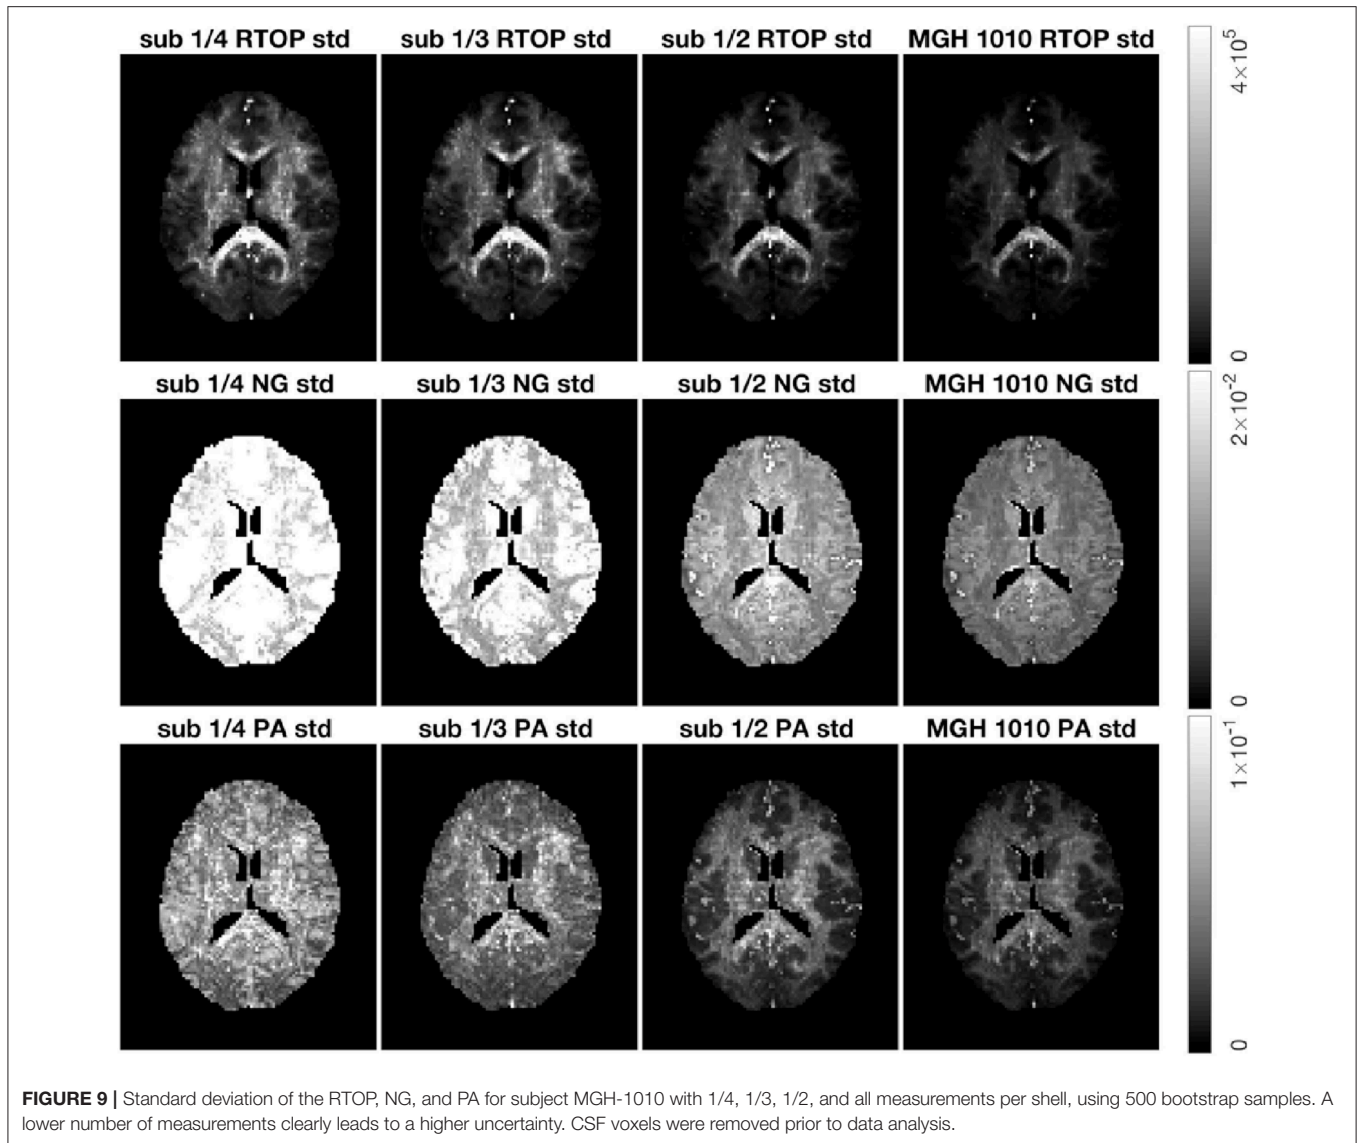 sub 1/4 RTOP std
sub 1/3 RTOP std
sub 1/2 RTOP std
MGH 1010 RTOP std
4×10⁵
0
sub 1/4 NG std
sub 1/3 NG std
sub 1/2 NG std
MGH 1010 NG std
2×10⁻²
0
sub 1/4 PA std
sub 1/3 PA std
sub 1/2 PA std
MGH 1010 PA std
1×10⁻¹
0
FIGURE 9 | Standard deviation of the RTOP, NG, and PA for subject MGH-1010 with 1/4, 1/3, 1/2, and all measurements per shell, using 500 bootstrap samples. A
lower number of measurements clearly leads to a higher uncertainty. CSF voxels were removed prior to data analysis.